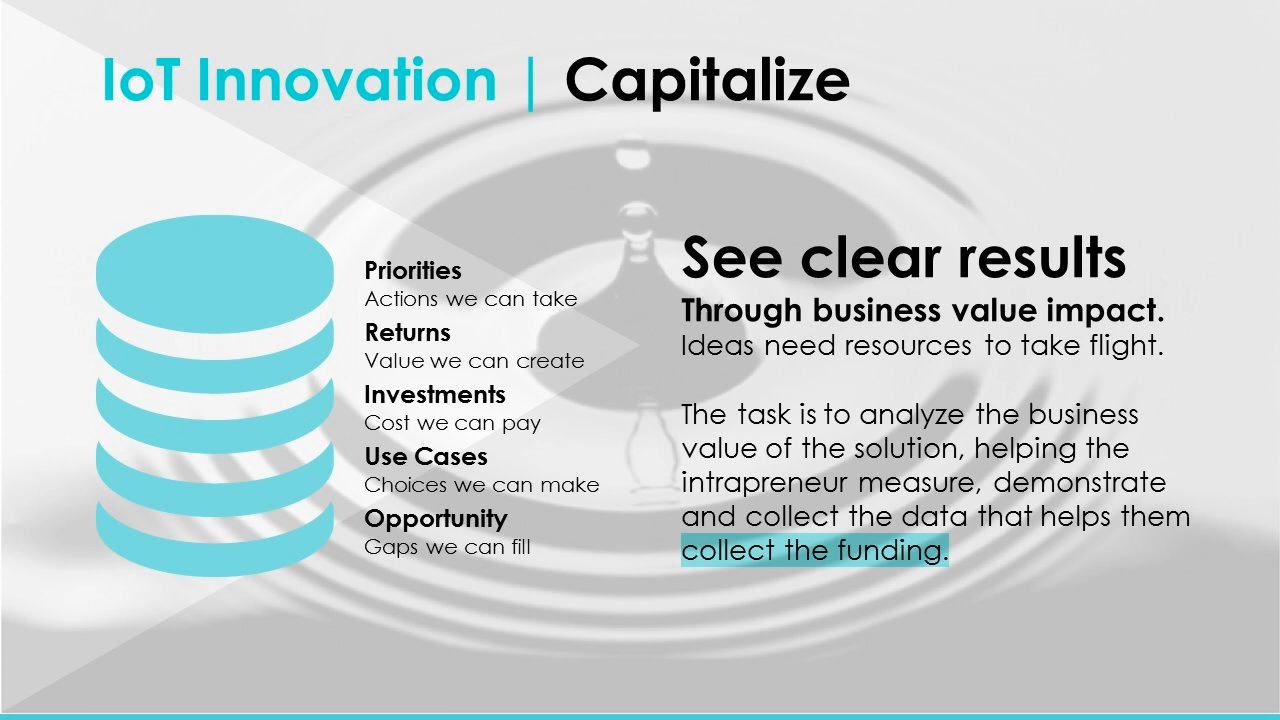 IoT Innovation | Capitalize
Priorities
Actions we can take
Returns
Value we can create
Investments
Cost we can pay
Use Cases
Choices we can make
Opportunity
Gaps we can fill
See clear results
Through business value impact.
Ideas need resources to take flight.
The task is to analyze the business
value of the solution, helping the
intrapreneur measure, demonstrate
and collect the data that helps them
collect the funding.